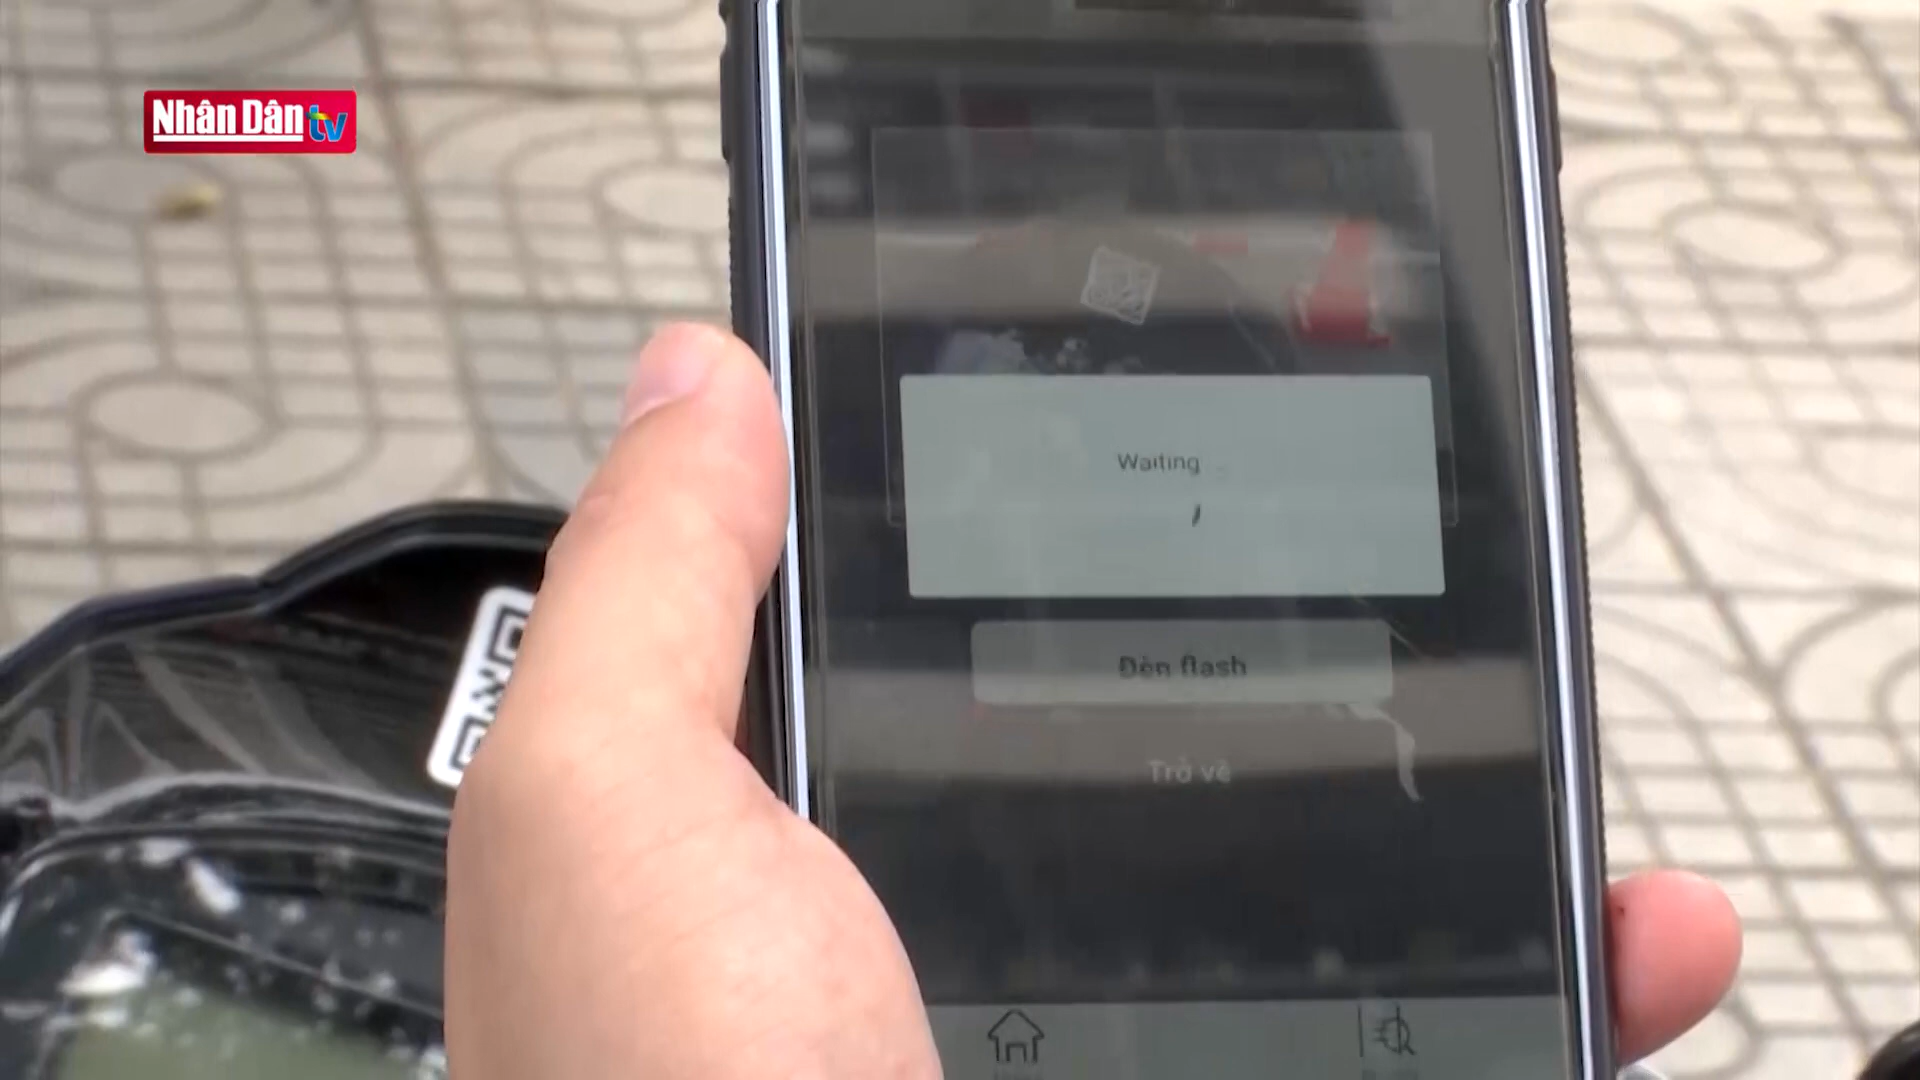 Nhân Dân tv
Waiting
Đèn flash
Trở về